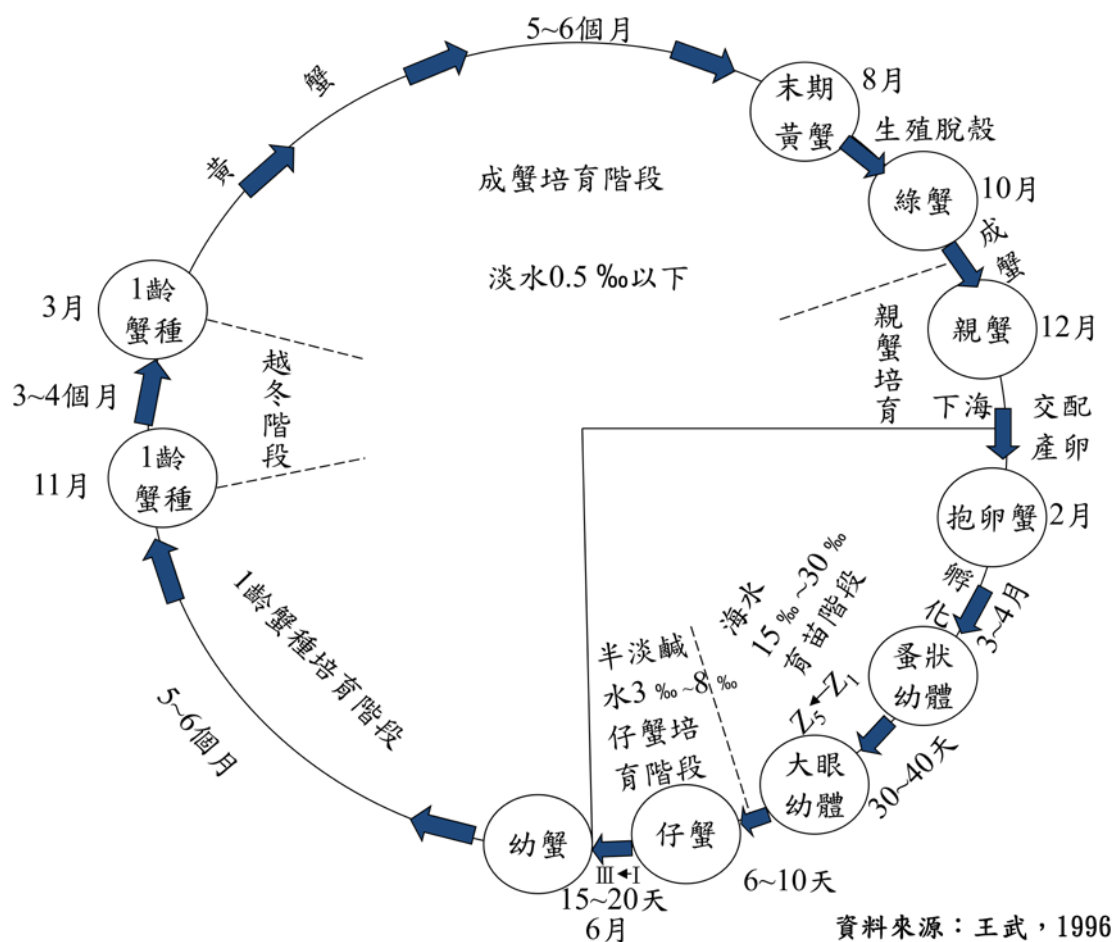 5~6個月
末期
黃蟹
8月
生殖脫殼
綠蟹
10月
成蟹
親蟹
12月
親蟹培育
下海
交配
產卵
抱卵蟹
2月
孵化
3~4月
蚤狀
幼體
Z5←Z1
30~40天
大眼
幼體
海水
15‰~30‰
育苗階段
6~10天
仔蟹
半淡鹹
水3‰~8‰
仔蟹培
育階段
III←I
15~20天
6月
幼蟹
1齡蟹種培育階段
5~6個月
1齡
蟹種
11月
越冬階段
3~4個月
1齡
蟹種
3月
黃蟹
成蟹培育階段
淡水0.5‰以下
資料來源：王武，1996